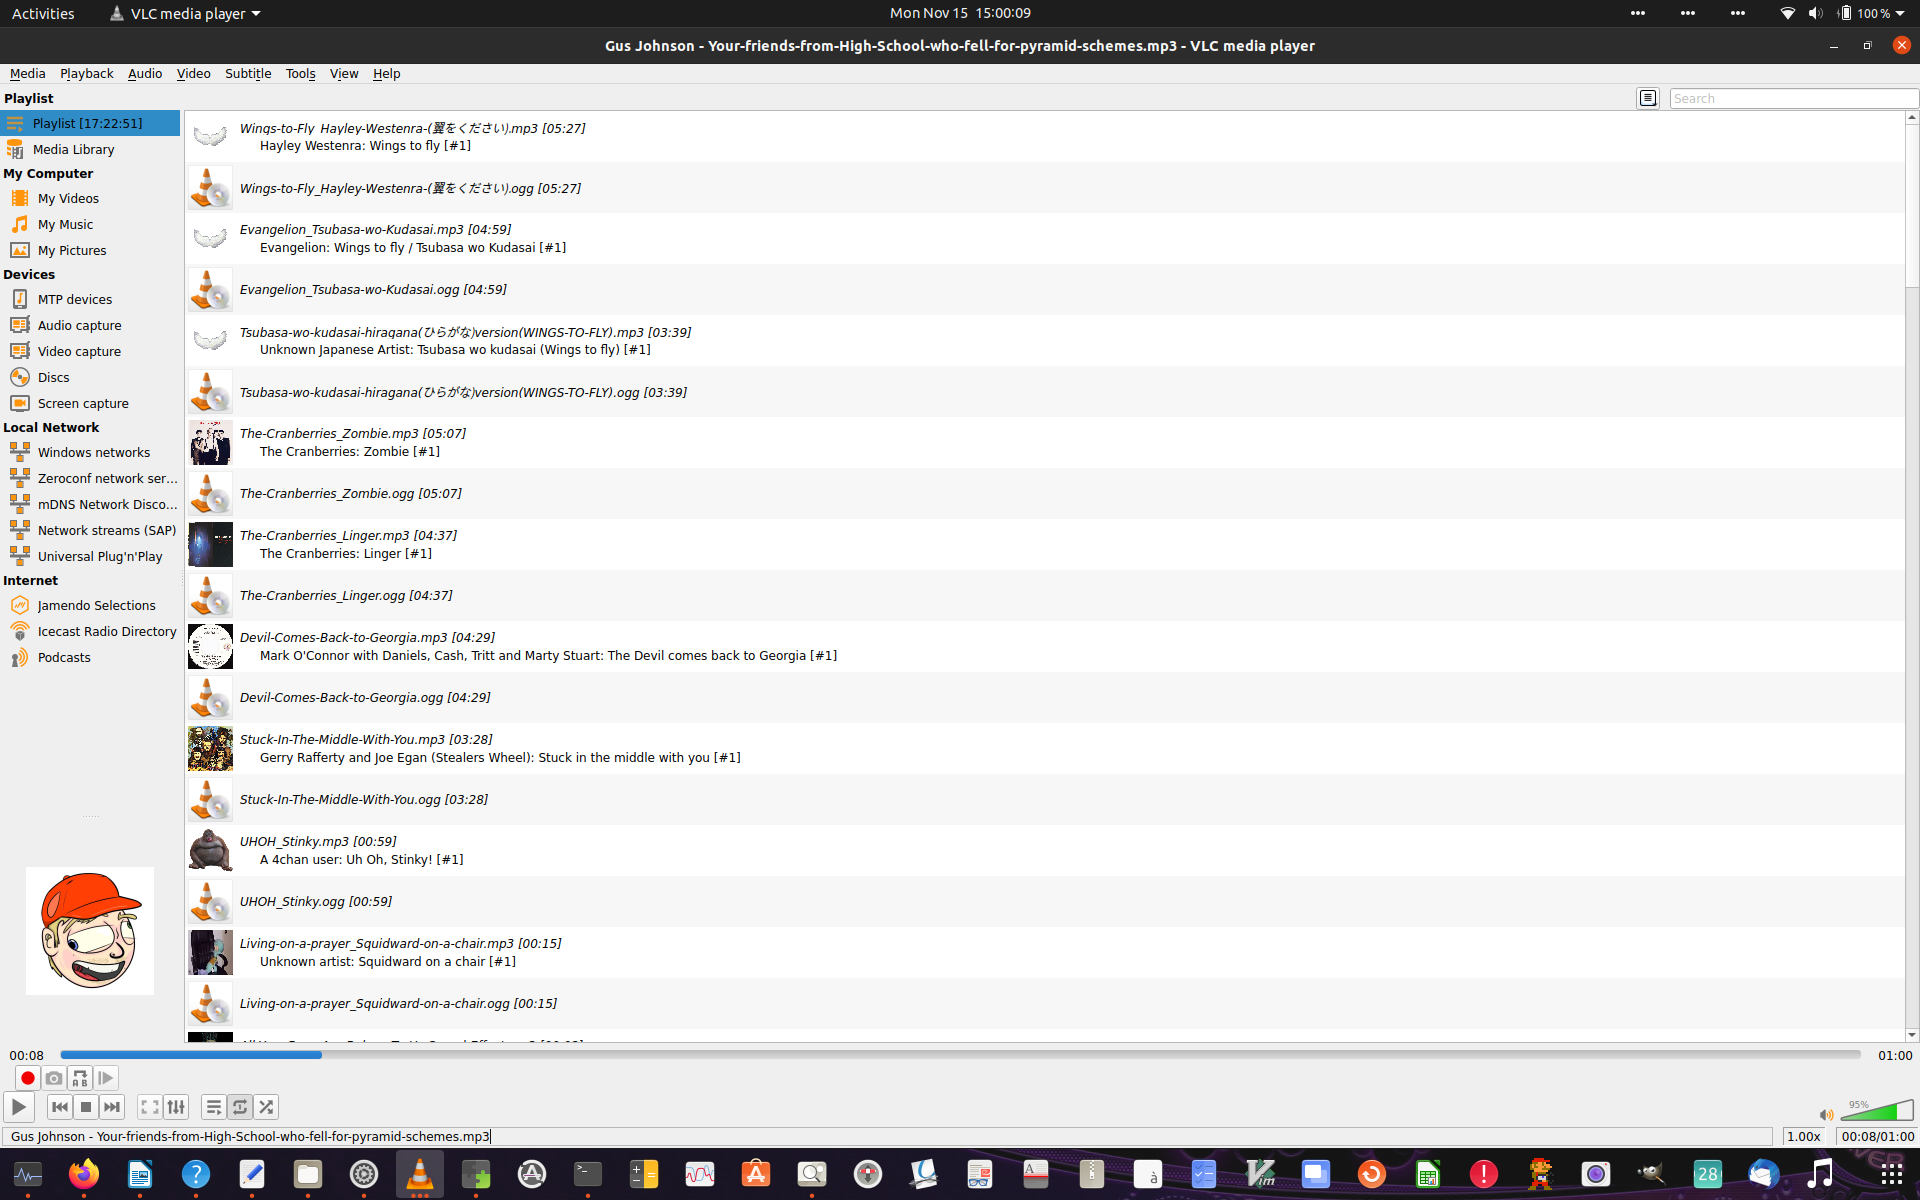 Activities
VLC media player
Mon Nov 15  15:00:09
100 %
Gus Johnson - Your-friends-from-High-School-who-fell-for-pyramid-schemes.mp3 - VLC media player
Media Playback Audio Video Subtitle Tools View Help
Playlist
Search
Playlist [17:22:51]
Media Library
My Computer
My Videos
My Music
My Pictures
Devices
MTP devices
Audio capture
Video capture
Discs
Screen capture
Local Network
Windows networks
Zeroconf network ser...
mDNS Network Disco...
Network streams (SAP)
Universal Plug'n'Play
Internet
Jamendo Selections
Icecast Radio Directory
Podcasts
Wings-to-Fly_Hayley-Westenra-(翼をください).mp3 [05:27]
Hayley Westenra: Wings to fly [#1]
Wings-to-Fly_Hayley-Westenra-(翼をください).ogg [05:27]
Evangelion_Tsubasa-wo-Kudasai.mp3 [04:59]
Evangelion: Wings to fly / Tsubasa wo Kudasai [#1]
Evangelion_Tsubasa-wo-Kudasai.ogg [04:59]
Tsubasa-wo-kudasai-hiragana(ひらがな)version(WINGS-TO-FLY).mp3 [03:39]
Unknown Japanese Artist: Tsubasa wo kudasai (Wings to fly) [#1]
Tsubasa-wo-kudasai-hiragana(ひらがな)version(WINGS-TO-FLY).ogg [03:39]
The-Cranberries_Zombie.mp3 [05:07]
The Cranberries: Zombie [#1]
The-Cranberries_Zombie.ogg [05:07]
The-Cranberries_Linger.mp3 [04:37]
The Cranberries: Linger [#1]
The-Cranberries_Linger.ogg [04:37]
Devil-Comes-Back-to-Georgia.mp3 [04:29]
Mark O'Connor with Daniels, Cash, Tritt and Marty Stuart: The Devil comes back to Georgia [#1]
Devil-Comes-Back-to-Georgia.ogg [04:29]
Stuck-In-The-Middle-With-You.mp3 [03:28]
Gerry Rafferty and Joe Egan (Stealers Wheel): Stuck in the middle with you [#1]
Stuck-In-The-Middle-With-You.ogg [03:28]
UHOH_Stinky.mp3 [00:59]
A 4chan user: Uh Oh, Stinky! [#1]
UHOH_Stinky.ogg [00:59]
Living-on-a-prayer_Squidward-on-a-chair.mp3 [00:15]
Unknown artist: Squidward on a chair [#1]
Living-on-a-prayer_Squidward-on-a-chair.ogg [00:15]
00:08
01:00
A B
95%
Gus Johnson - Your-friends-from-High-School-who-fell-for-pyramid-schemes.mp3
1.00x
00:08/01:00
28